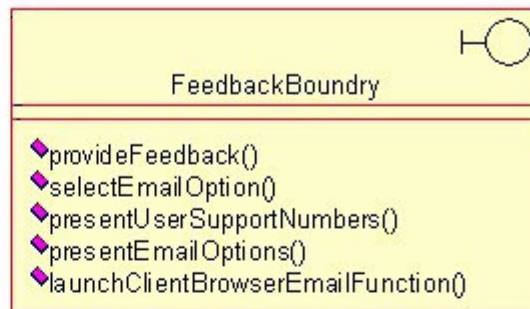 FeedbackBoundry
provideFeedback()
selectEmailOption()
presentUserSupportNumbers()
presentEmailOptions()
launchClientBrowserEmailFunction()